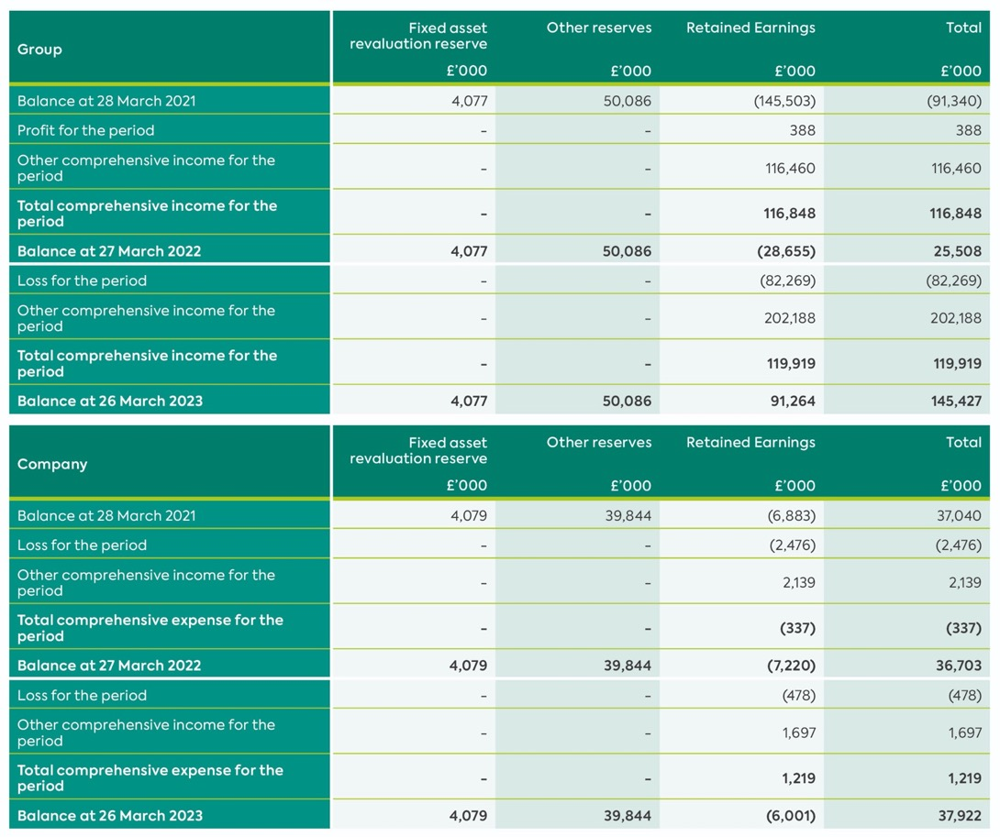 Group Fixed asset revaluation reserve Other reserves Retained Earnings Total
£'000 £'000 £'000 £'000
Balance at 28 March 2021 4,077 50,086 (145,503) (91,340)
Profit for the period – – 388 388
Other comprehensive income for the period – – 116,460 116,460
Total comprehensive income for the period – – 116,848 116,848
Balance at 27 March 2022 4,077 50,086 (28,655) 25,508
Loss for the period – – (82,269) (82,269)
Other comprehensive income for the period – – 202,188 202,188
Total comprehensive income for the period – – 119,919 119,919
Balance at 26 March 2023 4,077 50,086 91,264 145,427
Company Fixed asset revaluation reserve Other reserves Retained Earnings Total
£'000 £'000 £'000 £'000
Balance at 28 March 2021 4,079 39,844 (6,883) 37,040
Loss for the period – – (2,476) (2,476)
Other comprehensive income for the period – – 2,139 2,139
Total comprehensive expense for the period – – (337) (337)
Balance at 27 March 2022 4,079 39,844 (7,220) 36,703
Loss for the period – – (478) (478)
Other comprehensive income for the period – – 1,697 1,697
Total comprehensive expense for the period – – 1,219 1,219
Balance at 26 March 2023 4,079 39,844 (6,001) 37,922